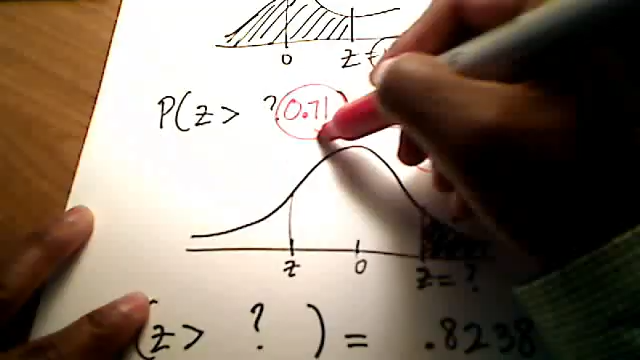 0 Z =
P(Z > ? 0.71
Z 0 Z = ?
(Z > ? ) = .8238